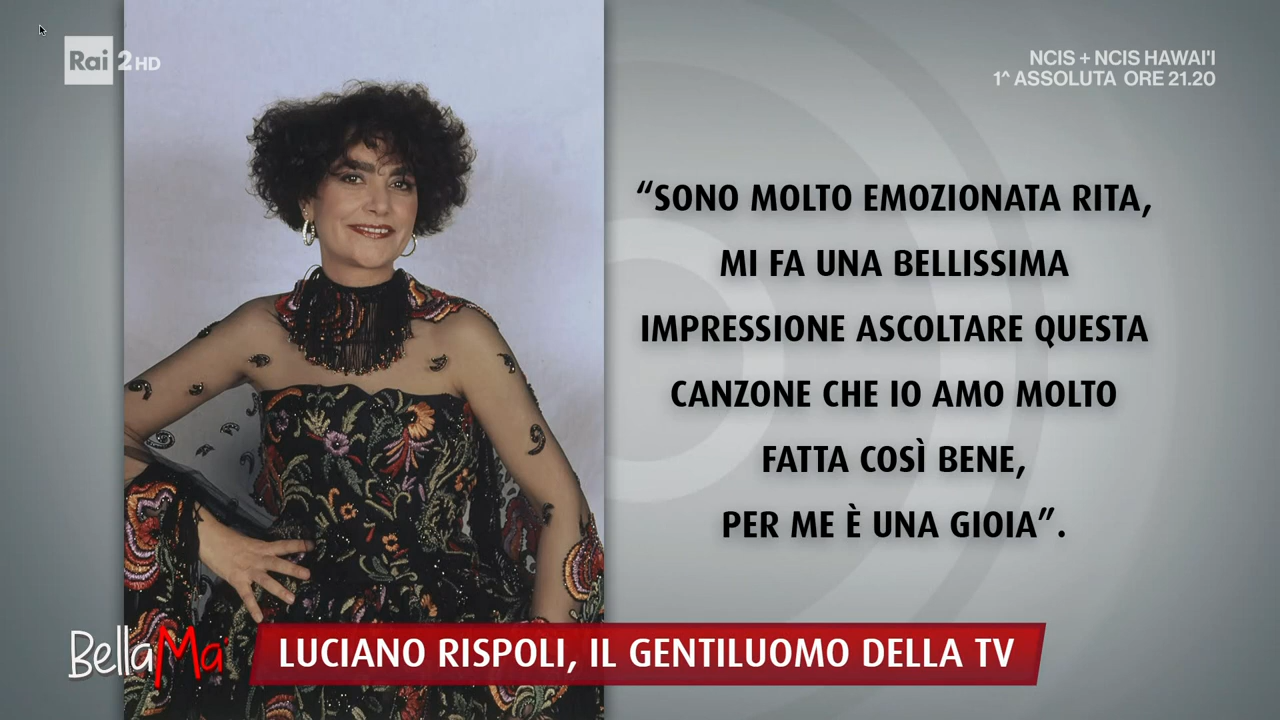 Rai 2 HD
NCIS + NCIS HAWAI'I
1^ ASSOLUTA ORE 21.20
“SONO MOLTO EMOZIONATA RITA,
MI FA UNA BELLISSIMA
IMPRESSIONE ASCOLTARE QUESTA
CANZONE CHE IO AMO MOLTO
FATTA COSÌ BENE,
PER ME È UNA GIOIA”.
BellaMa'
LUCIANO RISPOLI, IL GENTILUOMO DELLA TV